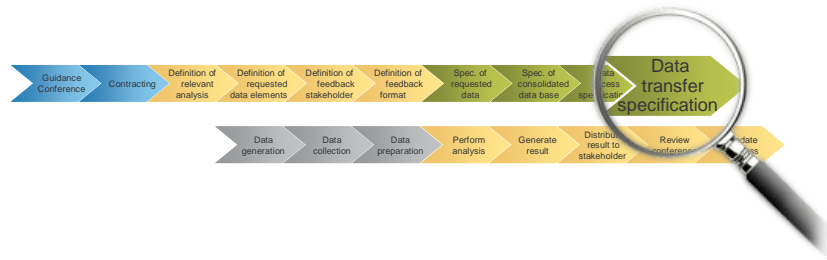 Guidance
Conference
Contracting
Definition of
relevant
analysis
Definition of
requested
data elements
Definition of
feedback
stakeholder
Definition of
feedback
format
Spec. of
requested
data
Spec. of
consolidated
data base
Data
transfer
specification
Data
generation
Data
collection
Data
preparation
Perform
analysis
Generate
result
result to
stakeholder
Review